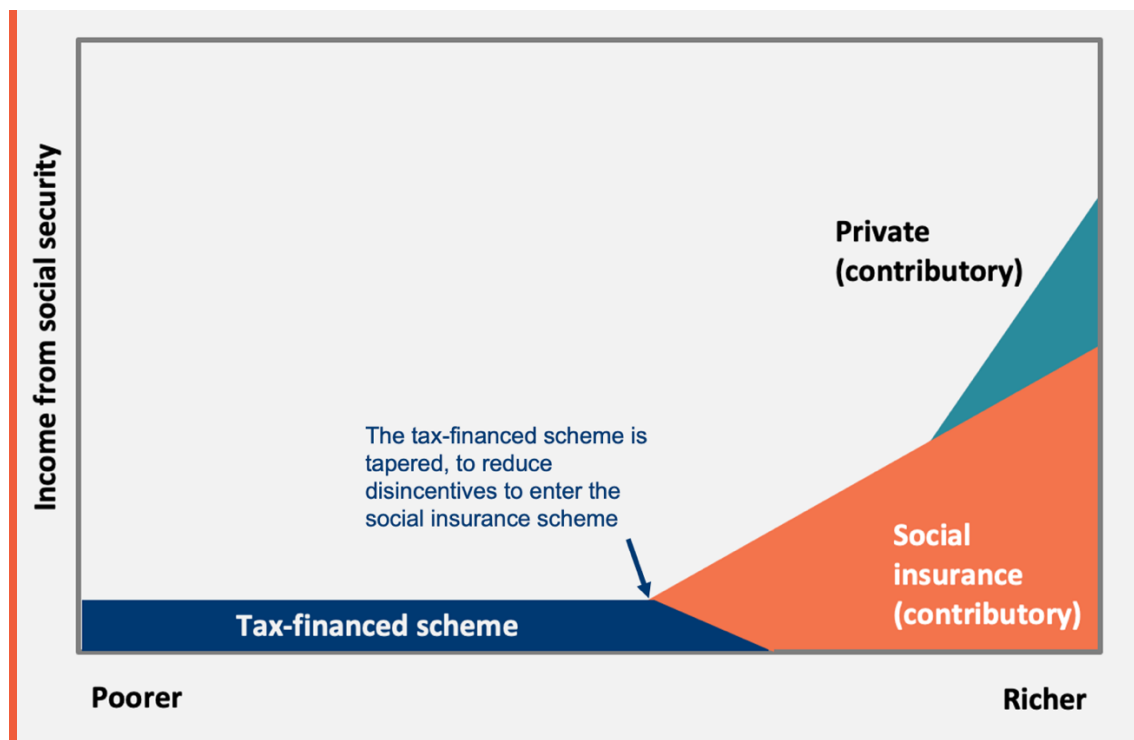 Income from social security
Private
(contributory)
The tax-financed scheme is
tapered, to reduce
disincentives to enter the
social insurance scheme
Social
insurance
(contributory)
Tax-financed scheme
Poorer
Richer